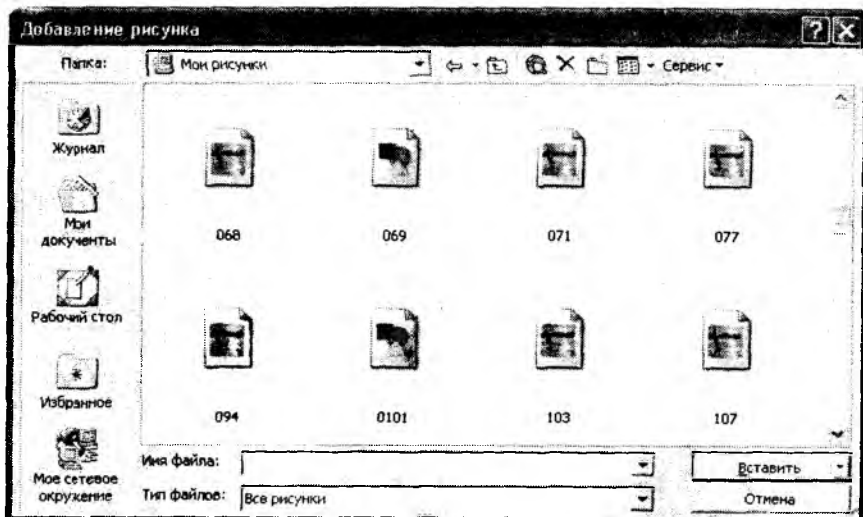 Добавление рисунка
Папка: Мои рисунки Сервис
Журнал
Мои документы
Рабочий стол
Избранное
Мое сетевое окружение
068 069 071 077
094 0101 103 107
Имя файла: Вставить
Тип файлов: Все рисунки Отмена